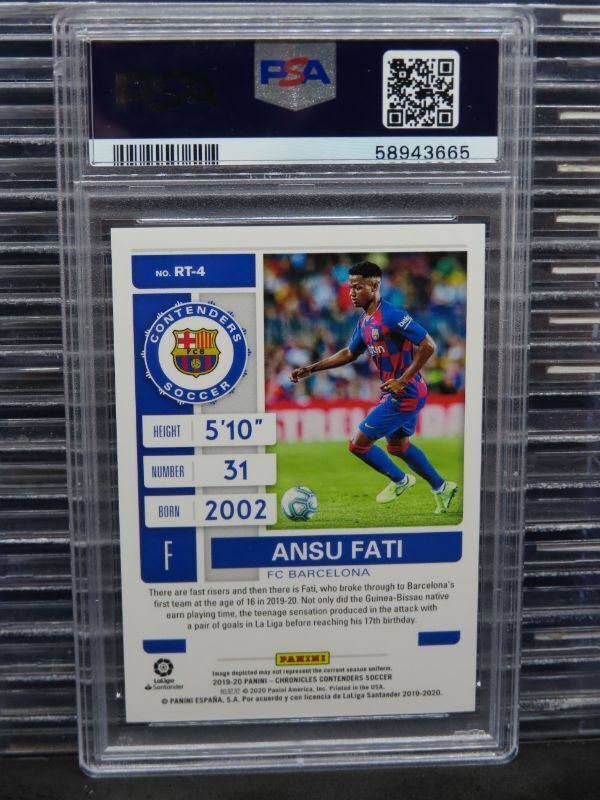 PSA
PSA
58943665
NO. RT-4
CONTENDERS
FCB
SOCCER
HEIGHT 5'10"
NUMBER 31
BORN 2002
F
ANSU FATI
FC BARCELONA
There are fast risers and then there is Fati, who broke through to Barcelona's
first team at the age of 16 in 2019-20. Not only did the Guinea-Bissau native
earn playing time, the teenage sensation produced in the attack with
a pair of goals in La Liga before reaching his 17th birthday.
PANINI
LaLiga
Santander
Image depicted may not represent the current season uniform.
2019-20 PANINI – CHRONICLES CONTENDERS SOCCER
© 2020 Panini America, Inc. Printed in the USA.
© PANINI ESPAÑA, S.A. Por acuerdo y con licencia de LaLiga Santander 2019-2020.